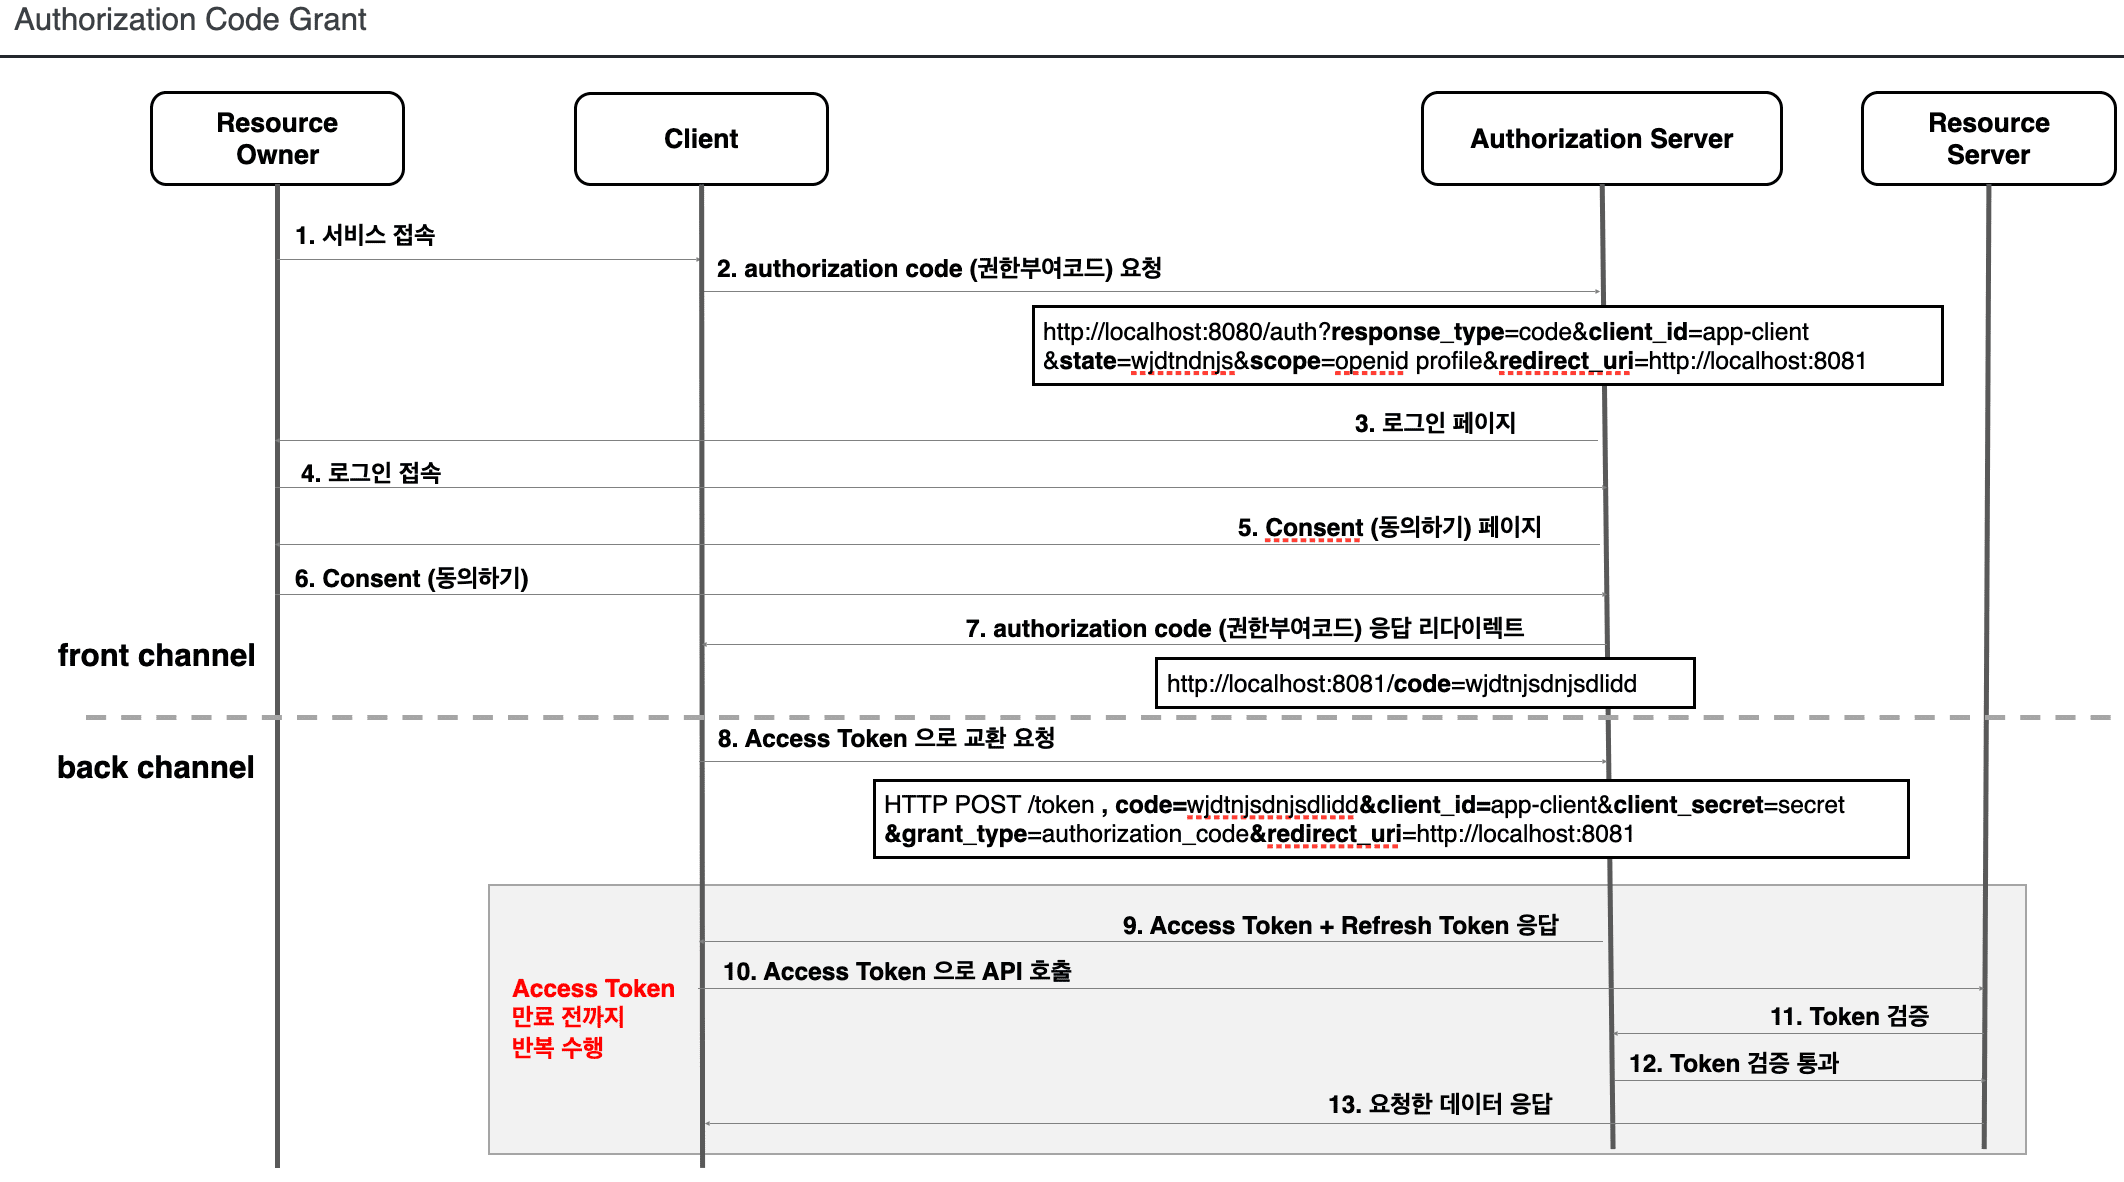 Authorization Code Grant
Resource
Owner
Client
Authorization Server
Resource
Server
1. 서비스 접속
2. authorization code (권한부여코드) 요청
http://localhost:8080/auth?response_type=code&client_id=app-client
&state=wjdtndnjs&scope=openid profile&redirect_uri=http://localhost:8081
3. 로그인 페이지
4. 로그인 접속
5. Consent (동의하기) 페이지
6. Consent (동의하기)
7. authorization code (권한부여코드) 응답 리다이렉트
front channel
http://localhost:8081/code=wjdtnjsdnjsdlidd
8. Access Token 으로 교환 요청
back channel
HTTP POST /token , code=wjdtnjsdnjsdlidd&client_id=app-client&client_secret=secret
&grant_type=authorization_code&redirect_uri=http://localhost:8081
9. Access Token + Refresh Token 응답
10. Access Token 으로 API 호출
Access Token
만료 전까지
반복 수행
11. Token 검증
12. Token 검증 통과
13. 요청한 데이터 응답